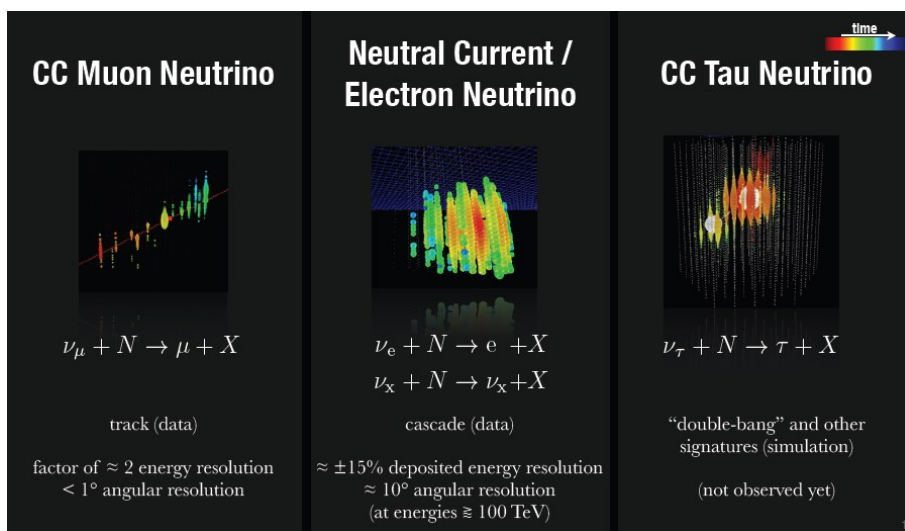 time
CC Muon Neutrino
Neutral Current /
Electron Neutrino
CC Tau Neutrino
νμ + N → μ + X
νe + N → e +X
νx + N → νx+X
ντ + N → τ + X
track (data)
factor of ≈ 2 energy resolution
< 1° angular resolution
cascade (data)
≈ ±15% deposited energy resolution
≈ 10° angular resolution
(at energies ⪆ 100 TeV)
“double-bang” and other
signatures (simulation)
(not observed yet)